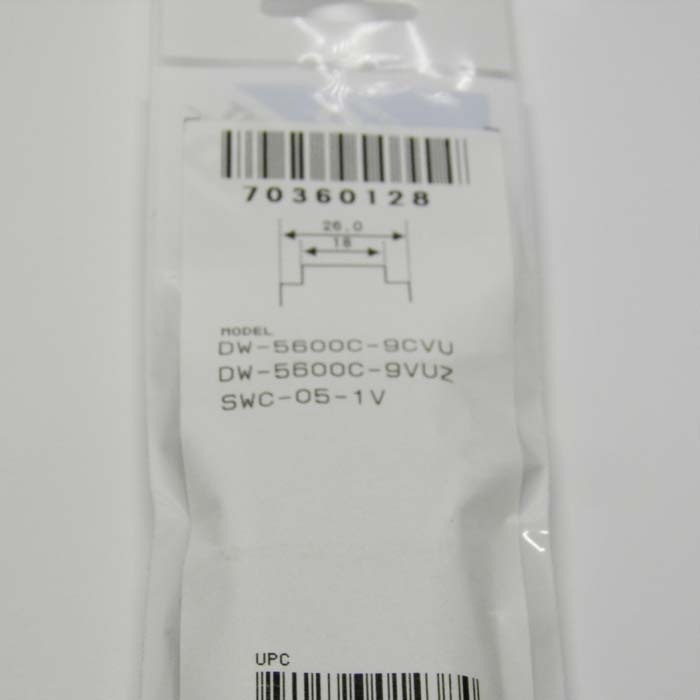 70360128
26.0
18
MODEL
DW-5600C-9CVU
DW-5600C-9VUZ
SWC-05-1V
UPC